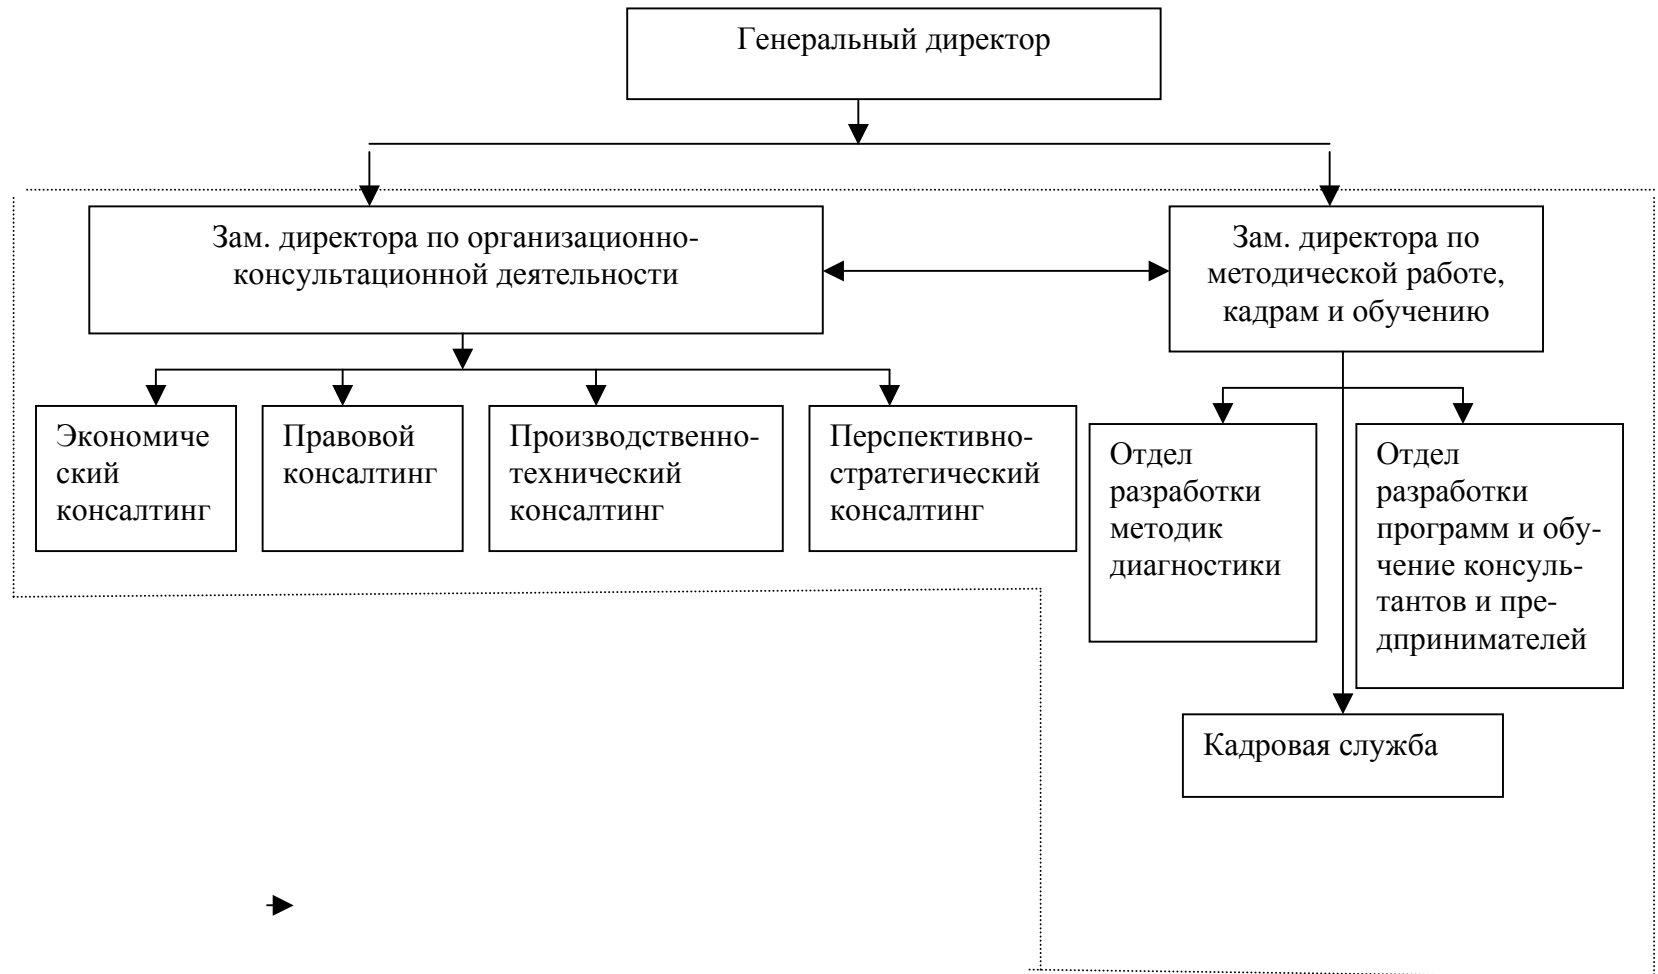 Генеральный директор
Зам. директора по организационно-
консультационной деятельности
Зам. директора по
методической работе,
кадрам и обучению
Экономиче
ский
консалтинг
Правовой
консалтинг
Производственно-
технический
консалтинг
Перспективно-
стратегический
консалтинг
Отдел
разработки
методик
диагностики
Отдел
разработки
программ и обу-
чение консуль-
тантов и пре-
дпринимателей
Кадровая служба